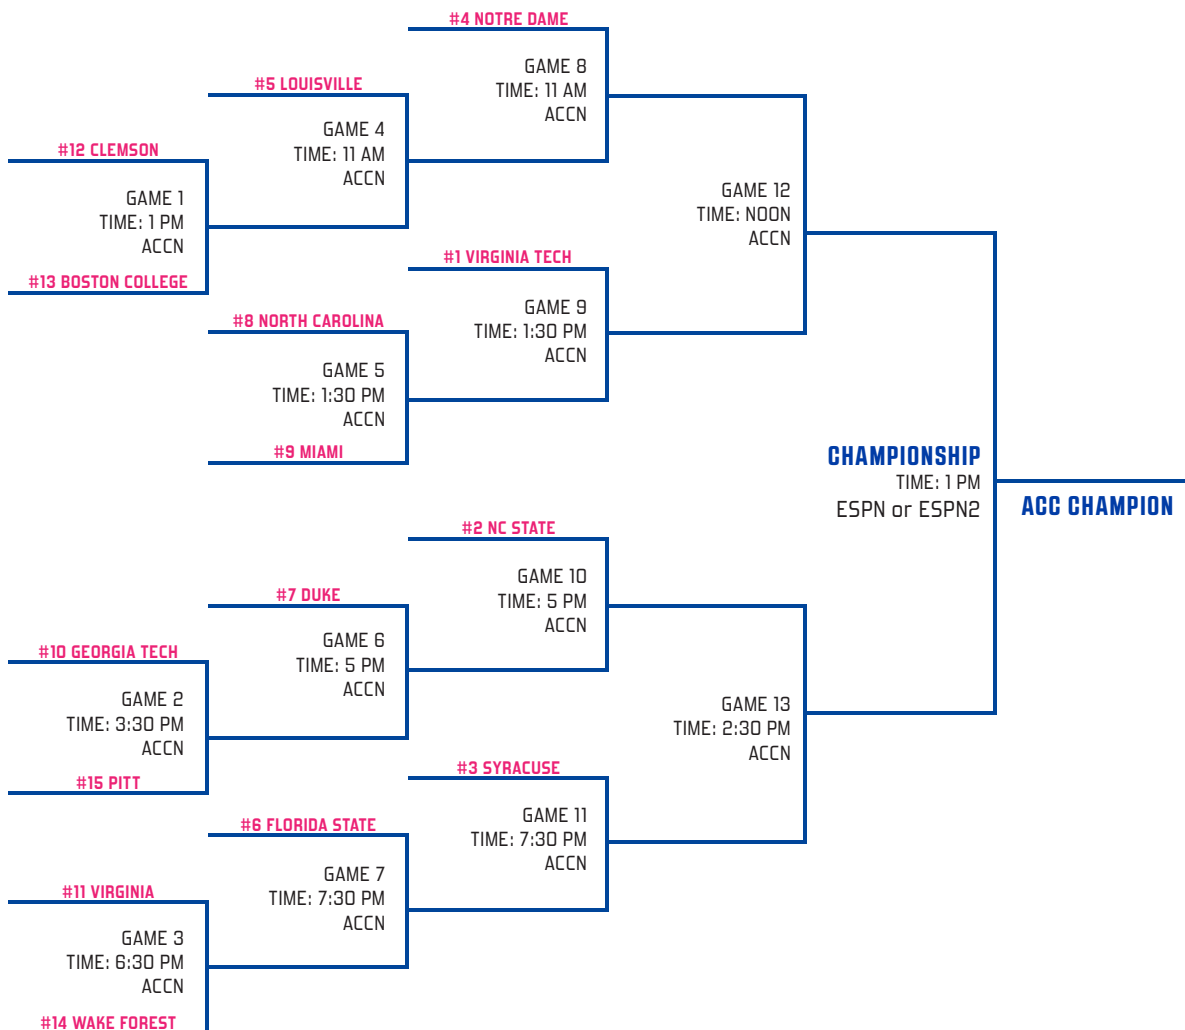 #4 NOTRE DAME
GAME 8
TIME: 11 AM
ACCN
#5 LOUISVILLE
GAME 4
TIME: 11 AM
ACCN
#12 CLEMSON
GAME 1
TIME: 1 PM
ACCN
#13 BOSTON COLLEGE
GAME 12
TIME: NOON
ACCN
#1 VIRGINIA TECH
GAME 9
TIME: 1:30 PM
ACCN
#8 NORTH CAROLINA
GAME 5
TIME: 1:30 PM
ACCN
#9 MIAMI
CHAMPIONSHIP
TIME: 1 PM
ESPN or ESPN2
ACC CHAMPION
#2 NC STATE
GAME 10
TIME: 5 PM
ACCN
#7 DUKE
GAME 6
TIME: 5 PM
ACCN
#10 GEORGIA TECH
GAME 2
TIME: 3:30 PM
ACCN
#15 PITT
GAME 13
TIME: 2:30 PM
ACCN
#3 SYRACUSE
GAME 11
TIME: 7:30 PM
ACCN
#6 FLORIDA STATE
GAME 7
TIME: 7:30 PM
ACCN
#11 VIRGINIA
GAME 3
TIME: 6:30 PM
ACCN
#14 WAKE FOREST